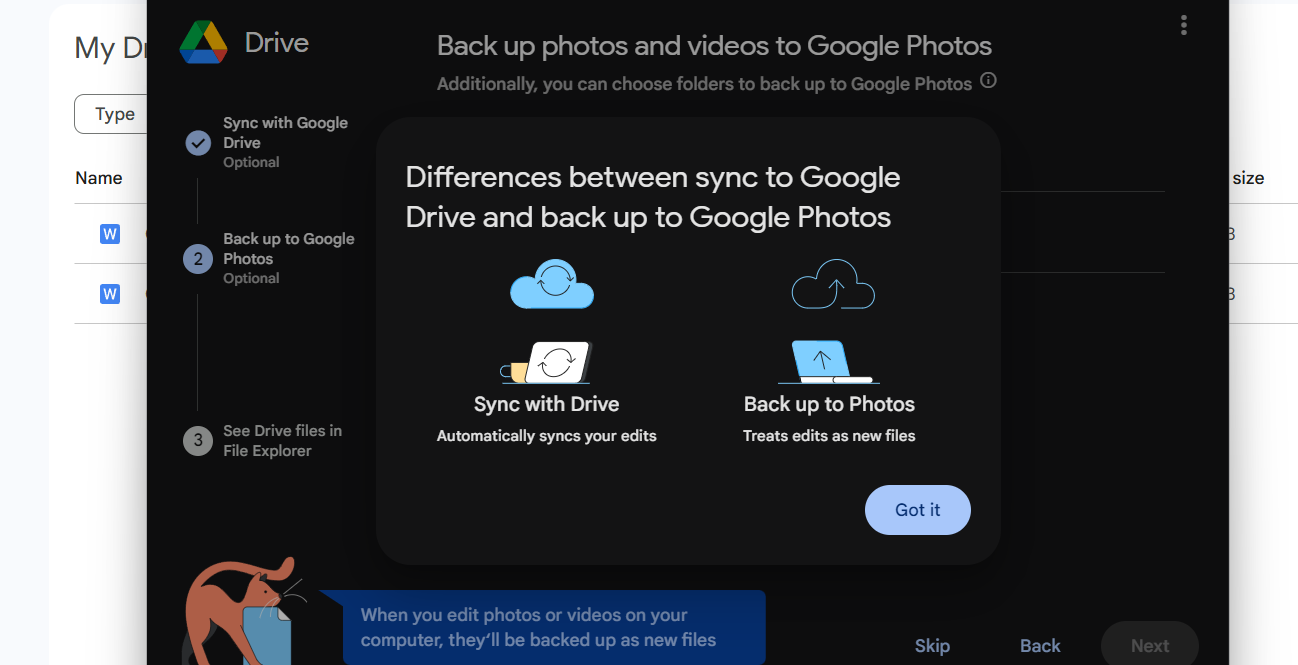 My Dr
Type
Name
size
Drive
Back up photos and videos to Google Photos
Additionally, you can choose folders to back up to Google Photos
Sync with Google
Drive
Optional
2
Back up to Google
Photos
Optional
3
See Drive files in
File Explorer
Differences between sync to Google
Drive and back up to Google Photos
Sync with Drive
Automatically syncs your edits
Back up to Photos
Treats edits as new files
Got it
When you edit photos or videos on your
computer, they’ll be backed up as new files
Skip
Back
Next
W
W